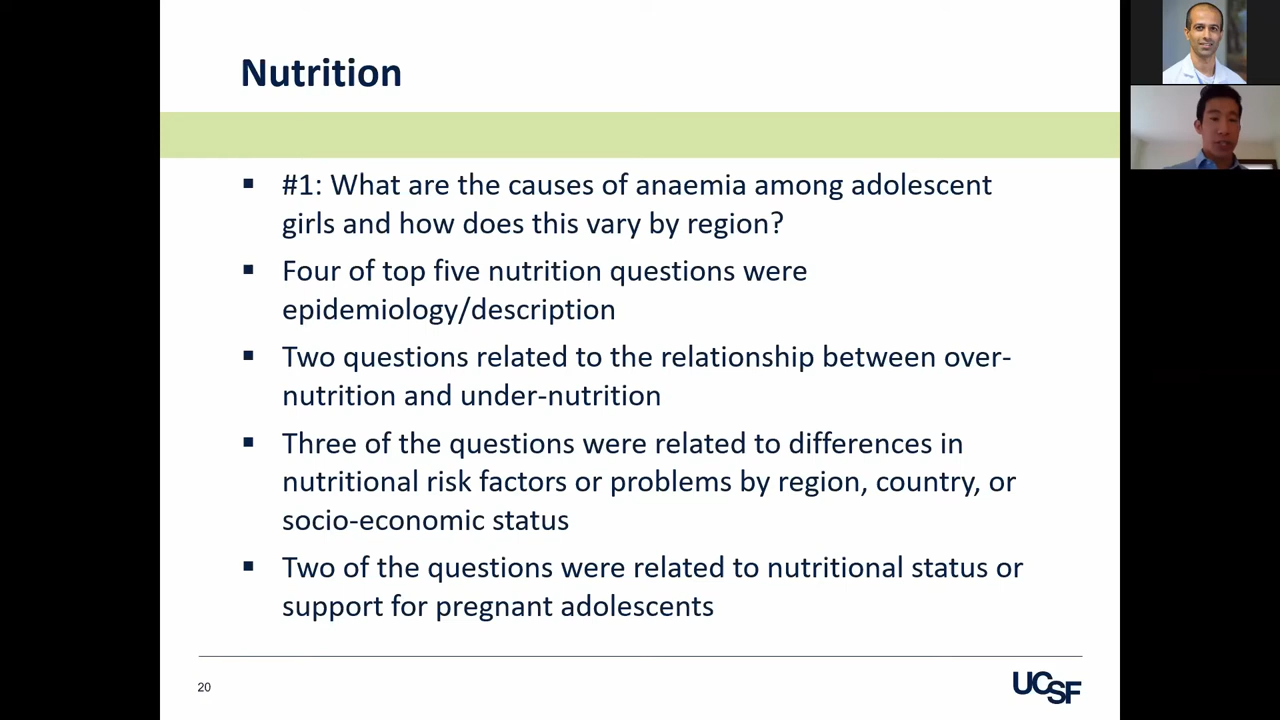 Nutrition
▪ #1: What are the causes of anaemia among adolescent
girls and how does this vary by region?
▪ Four of top five nutrition questions were
epidemiology/description
▪ Two questions related to the relationship between over-
nutrition and under-nutrition
▪ Three of the questions were related to differences in
nutritional risk factors or problems by region, country, or
socio-economic status
▪ Two of the questions were related to nutritional status or
support for pregnant adolescents
20
UCSF